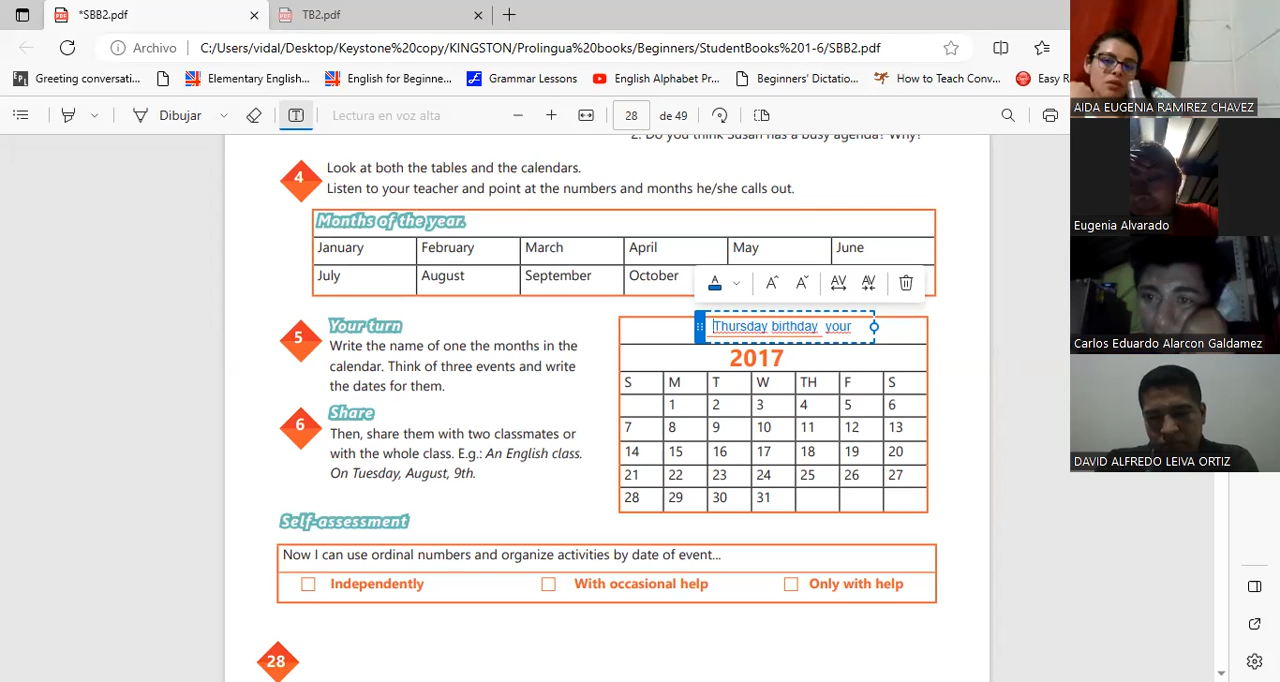 *SBB2.pdf
TB2.pdf
Archivo
C:/Users/vidal/Desktop/Keystone%20copy/KINGSTON/Prolingua%20books/Beginners/StudentBooks%201-6/SBB2.pdf
Greeting conversati...
Elementary English...
English for Begınne...
Grammar Lessons
English Alphabet Pr...
Beginners' Dictatio...
How to Teach Conv...
Easy R
Dibujar
Lectura en voz alta
28
de 49
2. Do you think Susan has a busy agenda? Why?
4
Look at both the tables and the calendars.
Listen to your teacher and point at the numbers and months he/she calls out.
Months of the year.
January February March April May June
July August September October
5
Your turn
Write the name of one the months in the
calendar. Think of three events and write
the dates for them.
6
Share
Then, share them with two classmates or
with the whole class. E.g.: An English class.
On Tuesday, August, 9th.
Thursday birthday your
2017
S M T W TH F S
1 2 3 4 5 6
7 8 9 10 11 12 13
14 15 16 17 18 19 20
21 22 23 24 25 26 27
28 29 30 31
Self-assessment
Now I can use ordinal numbers and organize activities by date of event...
Independently
With occasional help
Only with help
28
AIDA EUGENIA RAMIREZ CHAVEZ
Eugenia Alvarado
Carlos Eduardo Alarcon Galdamez
DAVID ALFREDO LEIVA ORTIZ